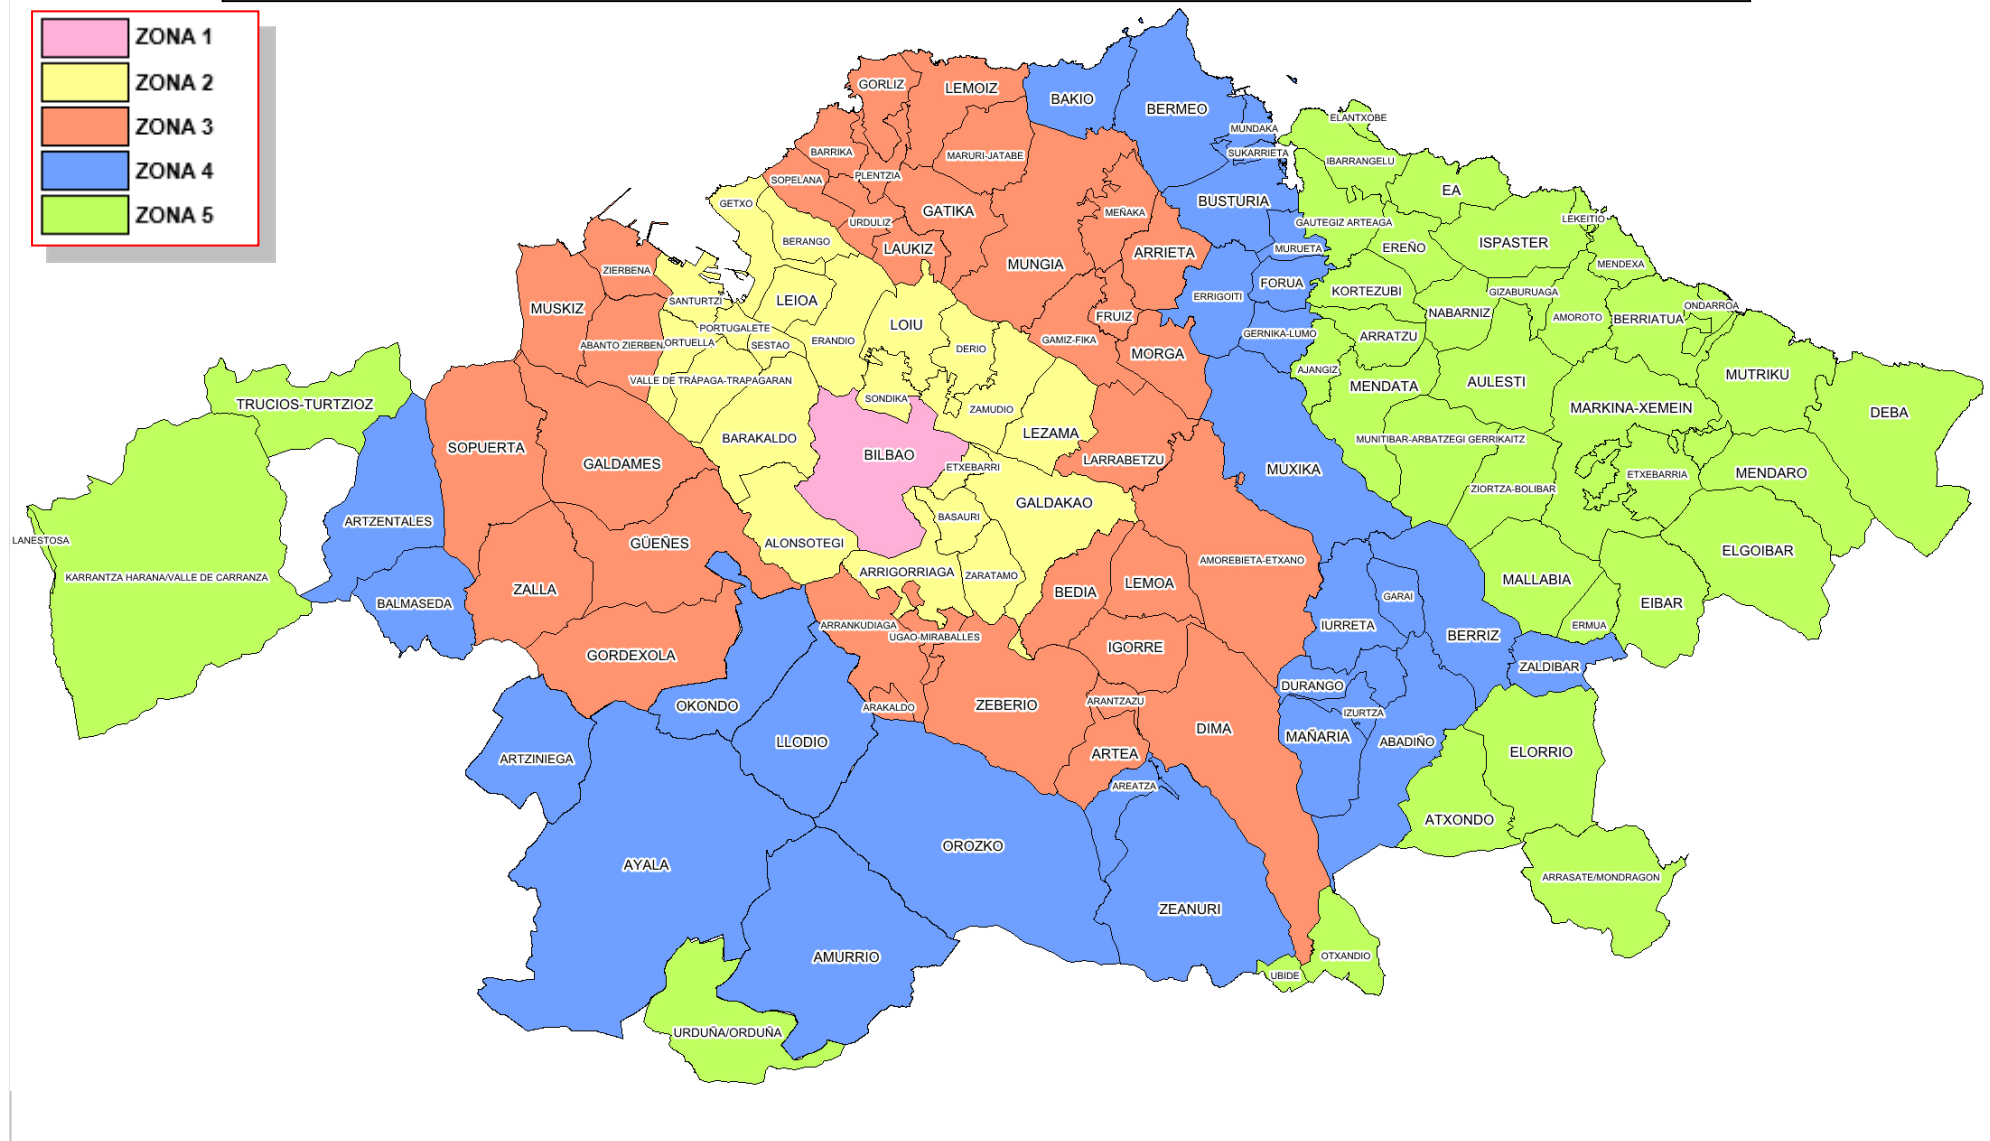 ZONA 1
ZONA 2
ZONA 3
ZONA 4
ZONA 5
GORLIZ
LEMOIZ
BAKIO
BERMEO
ELANTXOBE
MUNDAKA
BARRIKA
MARURI-JATABE
SUKARRIETA
IBARRANGELU
SOPELANA
PLENTZIA
EA
GETXO
BUSTURIA
GATIKA
MEÑAKA
URDULIZ
GAUTEGIZ ARTEAGA
LEKEITIO
BERANGO
LAUKIZ
ARRIETA
MURUETA
EREÑO
ISPASTER
MUNGIA
MENDEXA
ZIERBENA
FORUA
KORTEZUBI
GIZABURUAGA
ERRIGOITI
SANTURTZI
LEIOA
MUSKIZ
ONDARROA
NABARNIZ
FRUIZ
AMOROTO
BERRIATUA
LOIU
PORTUGALETE
GERNIKA-LUMO
ARRATZU
ABANTO ZIERBEN
ORTUELLA
SESTAO
ERANDIO
DERIO
GAMIZ-FIKA
MORGA
AJANGIZ
MUTRIKU
VALLE DE TRÁPAGA-TRAPAGARAN
MENDATA
AULESTI
SONDIKA
TRUCIOS-TURTZIOZ
ZAMUDIO
MARKINA-XEMEIN
DEBA
LEZAMA
BARAKALDO
MUNITIBAR-ARBATZEGI GERRIKAITZ
SOPUERTA
BILBAO
LARRABETZU
GALDAMES
ETXEBARRI
MUXIKA
ETXEBARRIA
MENDARO
ZIORTZA-BOLIBAR
GALDAKAO
BASAURI
ARTZENTALES
LANESTOSA
GÜEÑES
ALONSOTEGI
ELGOIBAR
AMOREBIETA-ETXANO
ARRIGORRIAGA
ZARATAMO
KARRANTZA HARANA/VALLE DE CARRANZA
LEMOA
MALLABIA
ZALLA
BEDIA
GARAI
BALMASEDA
EIBAR
ARRANKUDIAGA
IURRETA
ERMUA
UGAO-MIRABALLES
BERRIZ
IGORRE
GORDEXOLA
ZALDIBAR
DURANGO
ARANTZAZU
OKONDO
ARAKALDO
ZEBERIO
IZURTZA
DIMA
MAÑARIA
LLODIO
ABADIÑO
ARTEA
ELORRIO
ARTZINIEGA
AREATZA
ATXONDO
OROZKO
AYALA
ARRASATE/MONDRAGON
ZEANURI
AMURRIO
OTXANDIO
UBIDE
URDUÑA/ORDUÑA